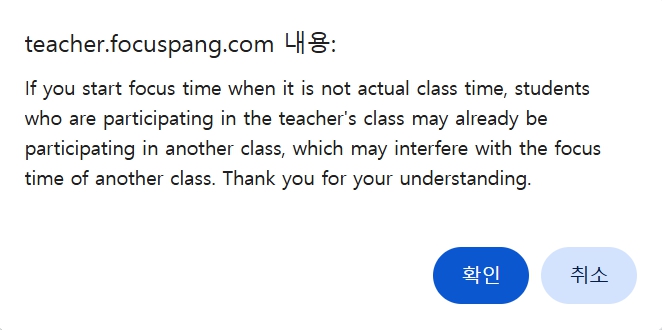 teacher.focuspang.com 내용:
If you start focus time when it is not actual class time, students
who are participating in the teacher's class may already be
participating in another class, which may interfere with the focus
time of another class. Thank you for your understanding.
확인 취소